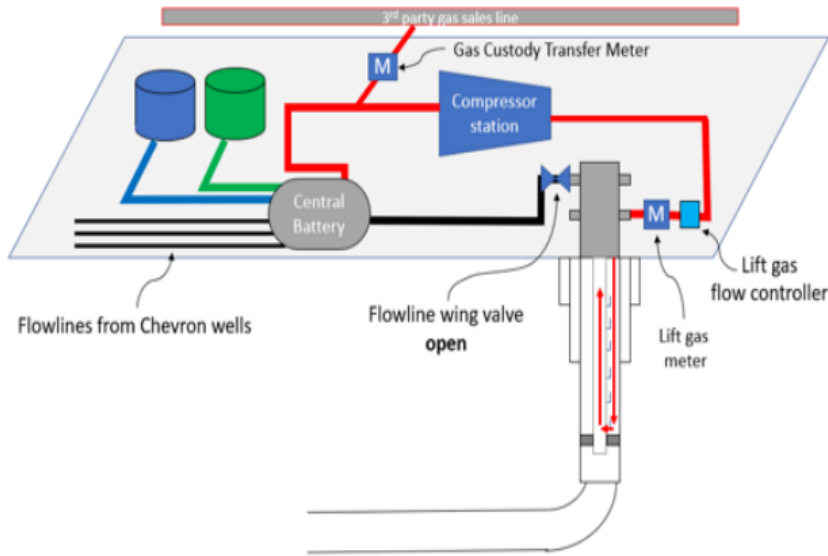 3rd party gas sales line
M
Gas Custody Transfer Meter
Compressor
station
Central
Battery
M
Lift gas
flow controller
Flowlines from Chevron wells
Flowline wing valve
open
Lift gas
meter